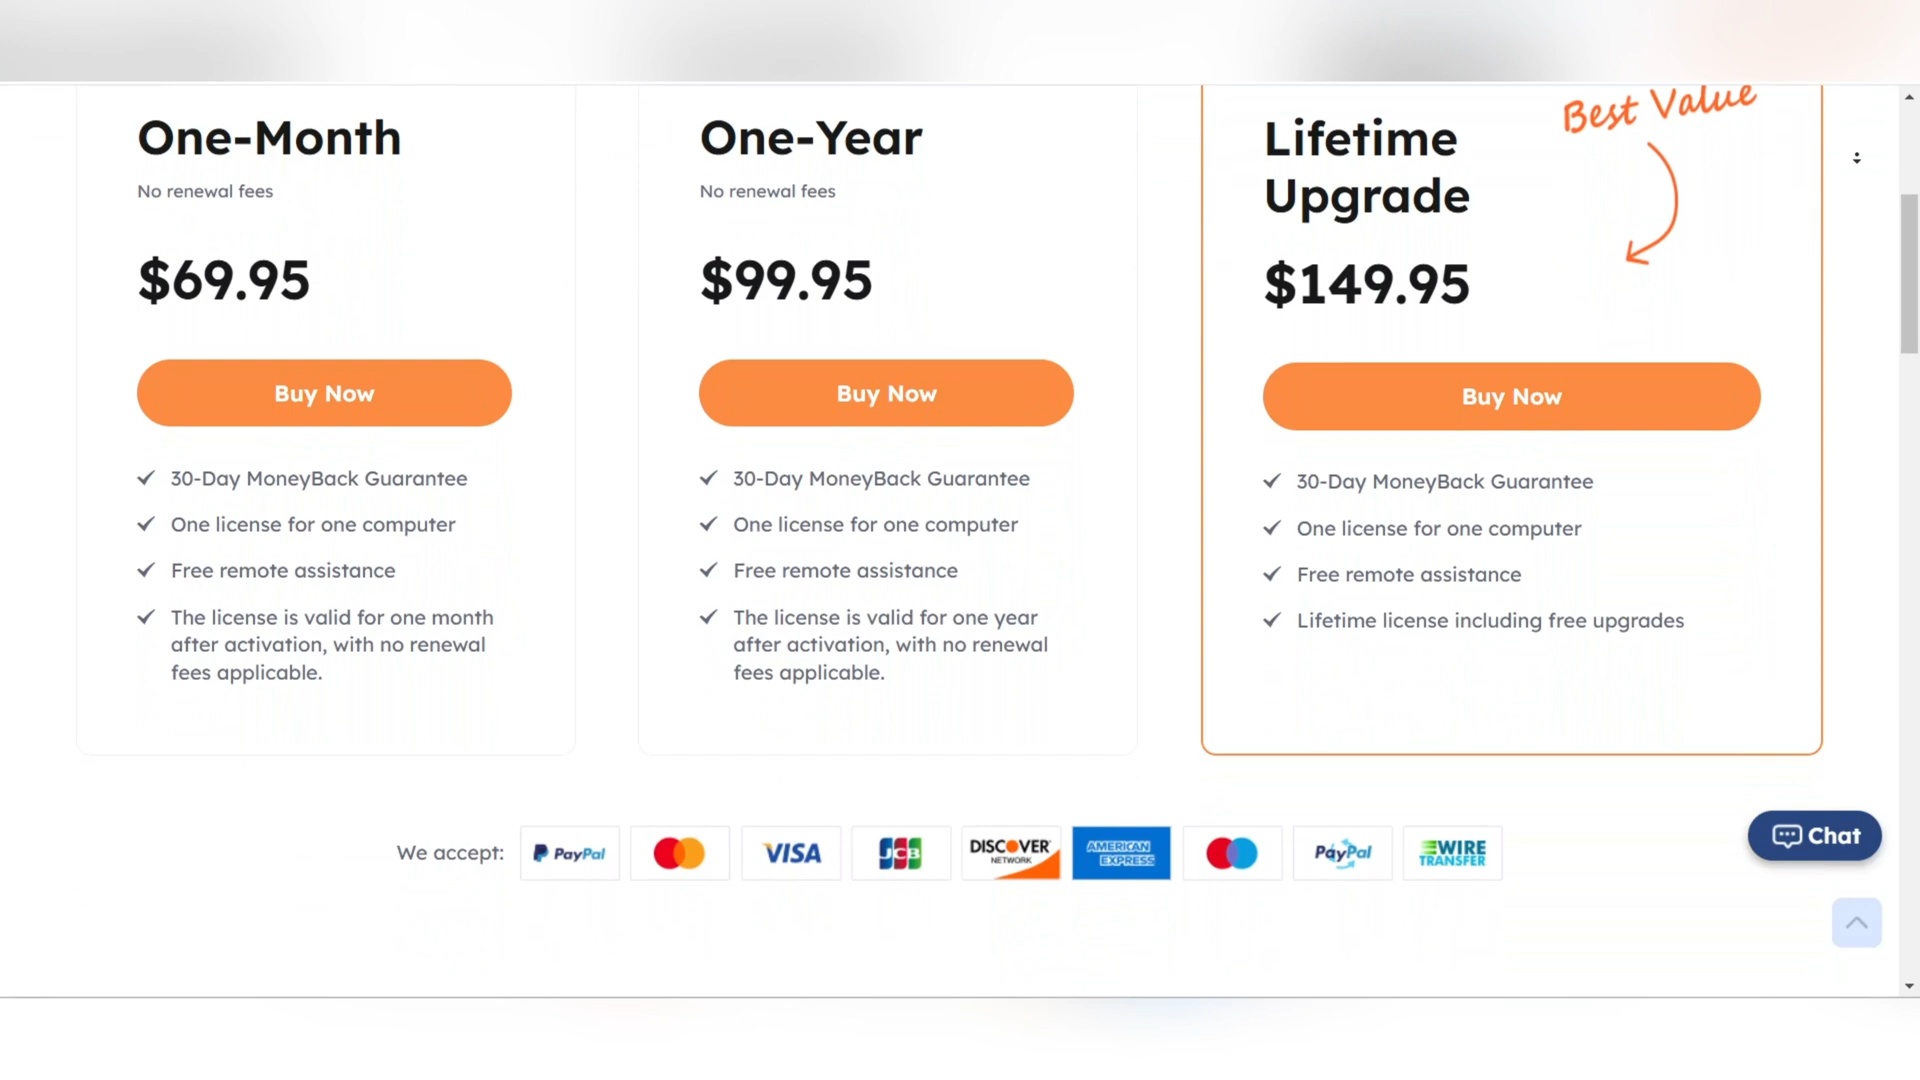 Best Value
One-Month
No renewal fees
$69.95
Buy Now
30-Day MoneyBack Guarantee
One license for one computer
Free remote assistance
The license is valid for one month
after activation, with no renewal
fees applicable.
One-Year
No renewal fees
$99.95
Buy Now
30-Day MoneyBack Guarantee
One license for one computer
Free remote assistance
The license is valid for one year
after activation, with no renewal
fees applicable.
Lifetime
Upgrade
$149.95
Buy Now
30-Day MoneyBack Guarantee
One license for one computer
Free remote assistance
Lifetime license including free upgrades
We accept:
PayPal
VISA
JCB
DISCOVER
NETWORK
AMERICAN
EXPRESS
PayPal
WIRE
TRANSFER
Chat